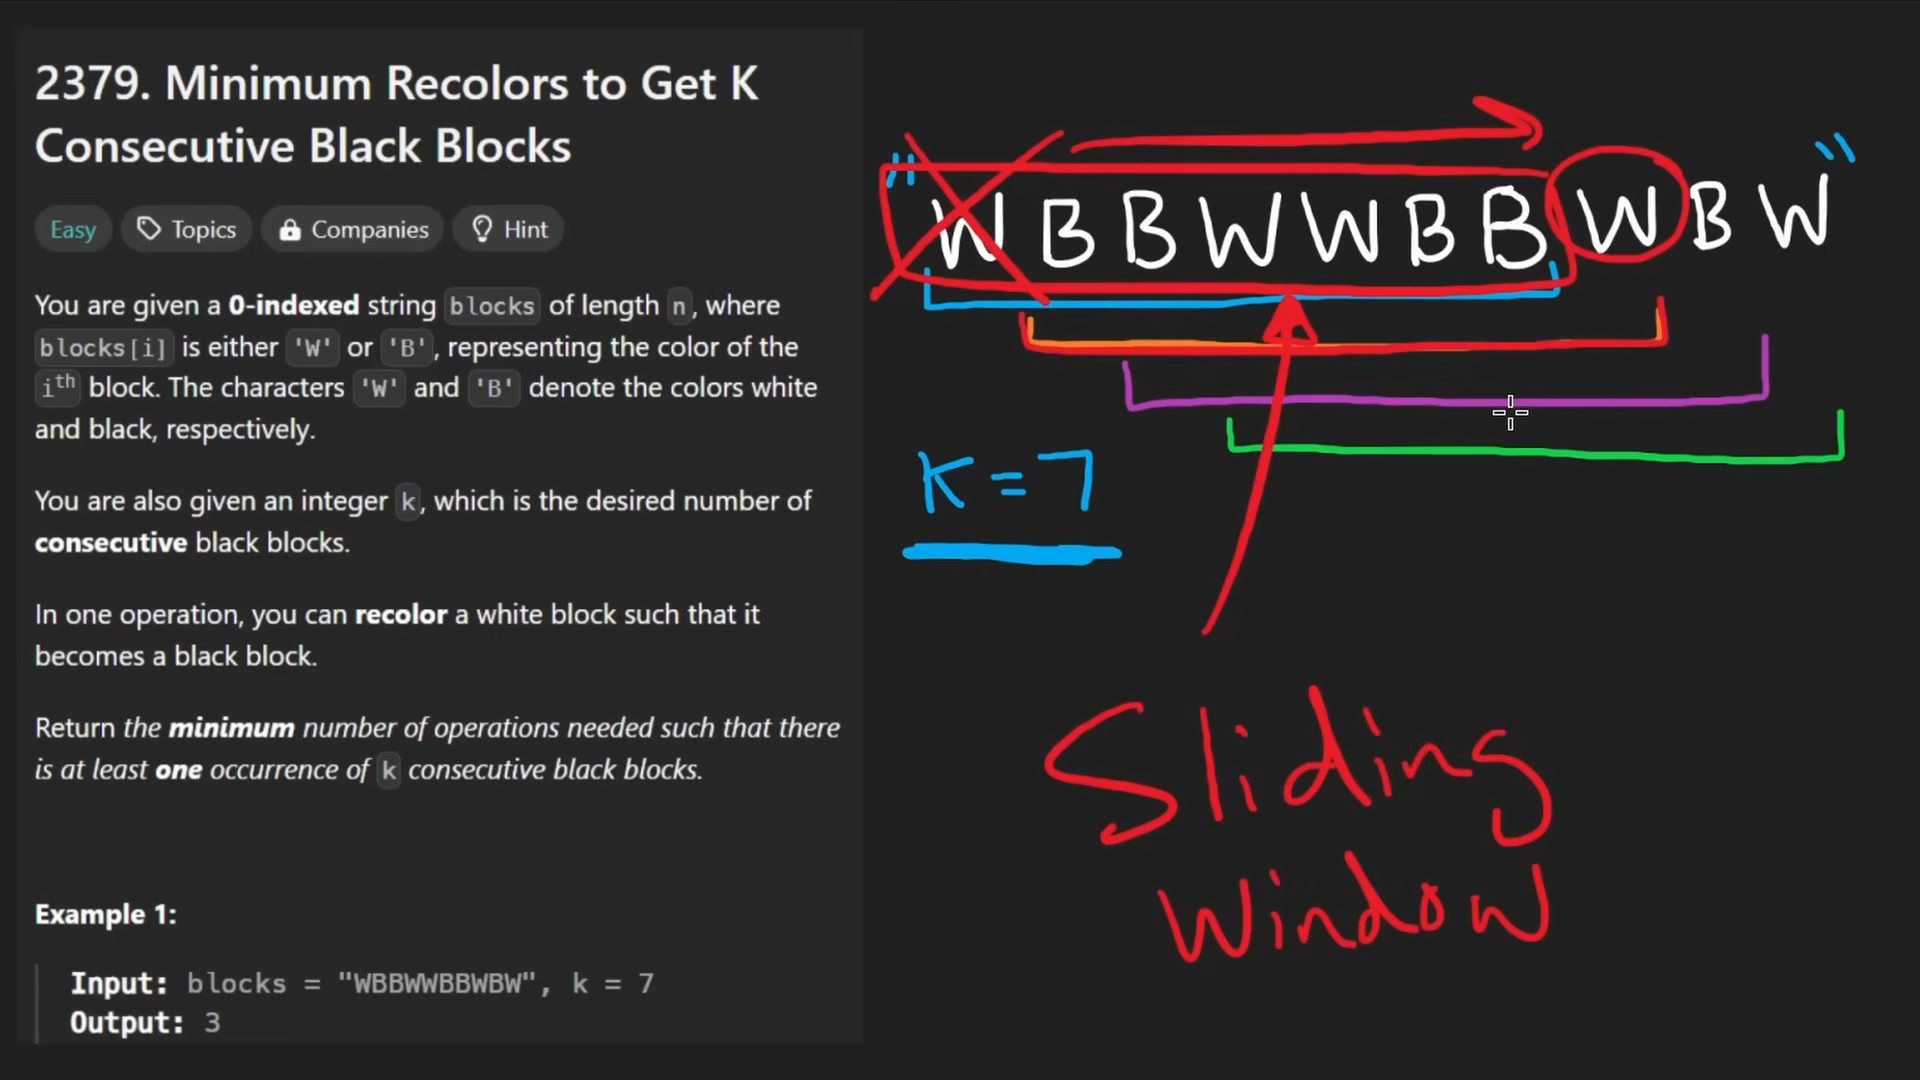 2379. Minimum Recolors to Get K
Consecutive Black Blocks
Easy Topics Companies Hint
You are given a 0-indexed string blocks of length n, where
blocks[i] is either 'W' or 'B', representing the color of the
ith block. The characters 'W' and 'B' denote the colors white
and black, respectively.
You are also given an integer k, which is the desired number of
consecutive black blocks.
In one operation, you can recolor a white block such that it
becomes a black block.
Return the minimum number of operations needed such that there
is at least one occurrence of k consecutive black blocks.
Example 1:
Input: blocks = "WBBWWBBWBW", k = 7
Output: 3
"W B B W W B B W B W"
K = 7
Sliding
Window